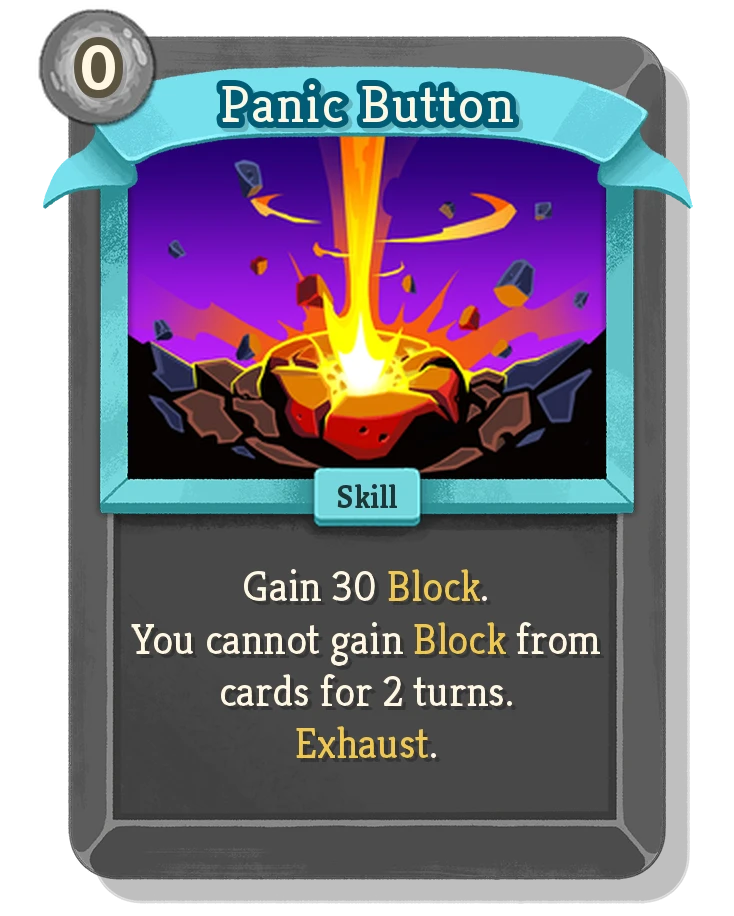 0
Panic Button
Skill
Gain 30 Block.
You cannot gain Block from
cards for 2 turns.
Exhaust.